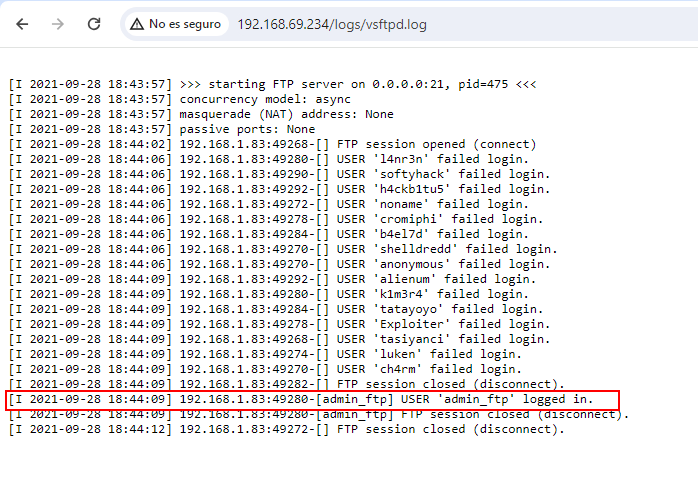 No es seguro 192.168.69.234/logs/vsftpd.log
[I 2021-09-28 18:43:57] >>> starting FTP server on 0.0.0.0:21, pid=475 <<<
[I 2021-09-28 18:43:57] concurrency model: async
[I 2021-09-28 18:43:57] masquerade (NAT) address: None
[I 2021-09-28 18:43:57] passive ports: None
[I 2021-09-28 18:44:02] 192.168.1.83:49268-[] FTP session opened (connect)
[I 2021-09-28 18:44:06] 192.168.1.83:49280-[] USER 'l4nr3n' failed login.
[I 2021-09-28 18:44:06] 192.168.1.83:49290-[] USER 'softyhack' failed login.
[I 2021-09-28 18:44:06] 192.168.1.83:49292-[] USER 'h4ckb1tu5' failed login.
[I 2021-09-28 18:44:06] 192.168.1.83:49272-[] USER 'noname' failed login.
[I 2021-09-28 18:44:06] 192.168.1.83:49278-[] USER 'cromiphi' failed login.
[I 2021-09-28 18:44:06] 192.168.1.83:49284-[] USER 'b4el7d' failed login.
[I 2021-09-28 18:44:06] 192.168.1.83:49270-[] USER 'shelldredd' failed login.
[I 2021-09-28 18:44:06] 192.168.1.83:49270-[] USER 'anonymous' failed login.
[I 2021-09-28 18:44:09] 192.168.1.83:49292-[] USER 'alienum' failed login.
[I 2021-09-28 18:44:09] 192.168.1.83:49280-[] USER 'k1m3r4' failed login.
[I 2021-09-28 18:44:09] 192.168.1.83:49284-[] USER 'tatayoyo' failed login.
[I 2021-09-28 18:44:09] 192.168.1.83:49278-[] USER 'Exploiter' failed login.
[I 2021-09-28 18:44:09] 192.168.1.83:49268-[] USER 'tasiyanci' failed login.
[I 2021-09-28 18:44:09] 192.168.1.83:49274-[] USER 'luken' failed login.
[I 2021-09-28 18:44:09] 192.168.1.83:49270-[] USER 'ch4rm' failed login.
[I 2021-09-28 18:44:09] 192.168.1.83:49282-[] FTP session closed (disconnect).
[I 2021-09-28 18:44:09] 192.168.1.83:49280-[admin_ftp] USER 'admin_ftp' logged in.
[I 2021-09-28 18:44:09] 192.168.1.83:49280-[admin_ftp] FTP session closed (disconnect).
[I 2021-09-28 18:44:12] 192.168.1.83:49272-[] FTP session closed (disconnect).